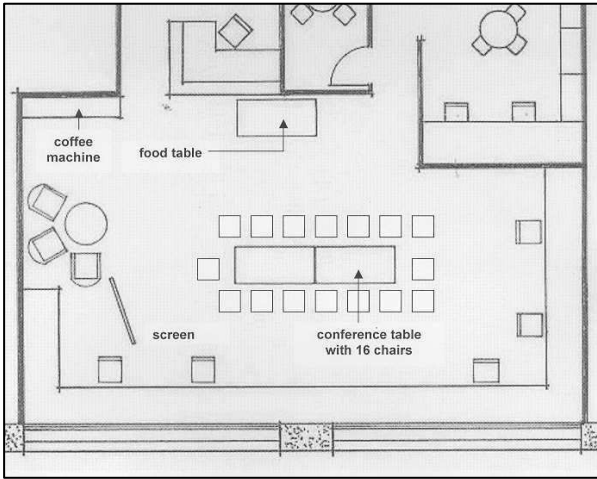 coffee
machine
food table
screen
conference table
with 16 chairs